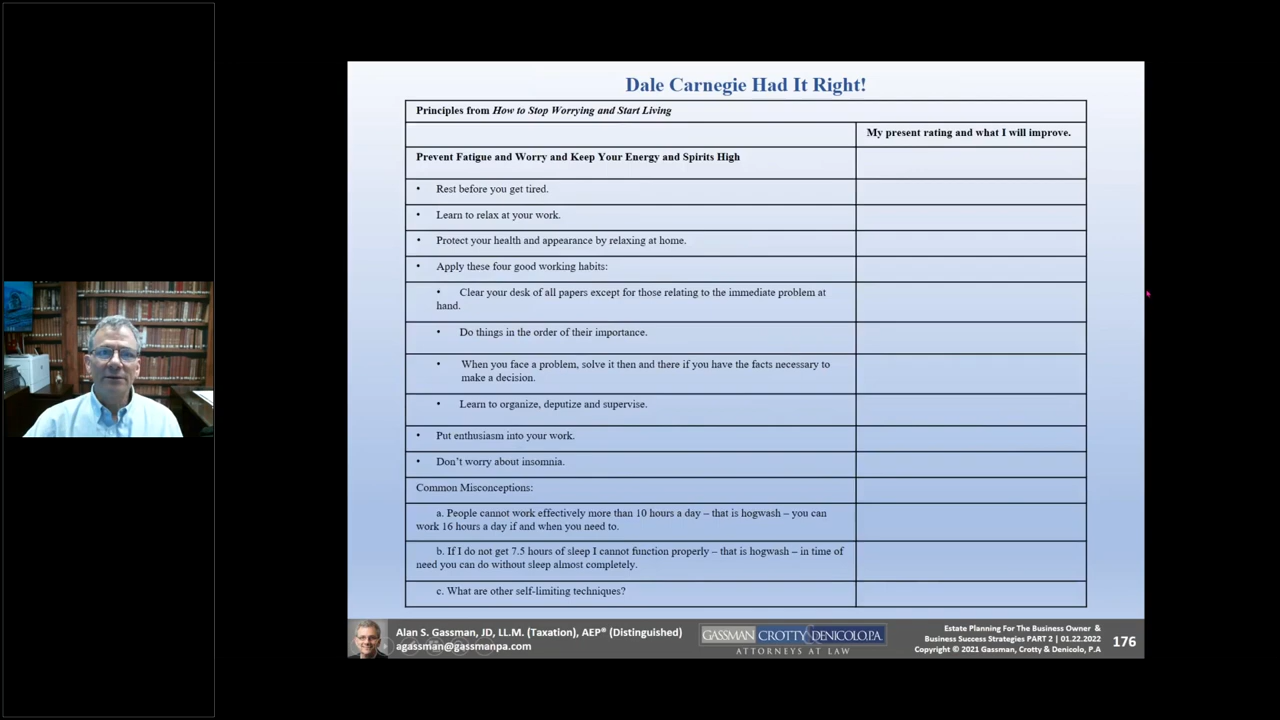 Dale Carnegie Had It Right!
Principles from How to Stop Worrying and Start Living
My present rating and what I will improve.
Prevent Fatigue and Worry and Keep Your Energy and Spirits High
• Rest before you get tired.
• Learn to relax at your work.
• Protect your health and appearance by relaxing at home.
• Apply these four good working habits:
• Clear your desk of all papers except for those relating to the immediate problem at
hand.
• Do things in the order of their importance.
• When you face a problem, solve it then and there if you have the facts necessary to
make a decision.
• Learn to organize, deputize and supervise.
• Put enthusiasm into your work.
• Don’t worry about insomnia.
Common Misconceptions:
a. People cannot work effectively more than 10 hours a day – that is hogwash – you can
work 16 hours a day if and when you need to.
b. If I do not get 7.5 hours of sleep I cannot function properly – that is hogwash – in time of
need you can do without sleep almost completely.
c. What are other self-limiting techniques?
Alan S. Gassman, JD, LL.M. (Taxation), AEP® (Distinguished)
agassman@gassmanpa.com
GASSMAN CROTTY DENICOLO, P.A.
ATTORNEYS AT LAW
Estate Planning For The Business Owner &
Business Success Strategies PART 2 | 01.22.2022
Copyright © 2021 Gassman, Crotty & Denicolo, P.A
176